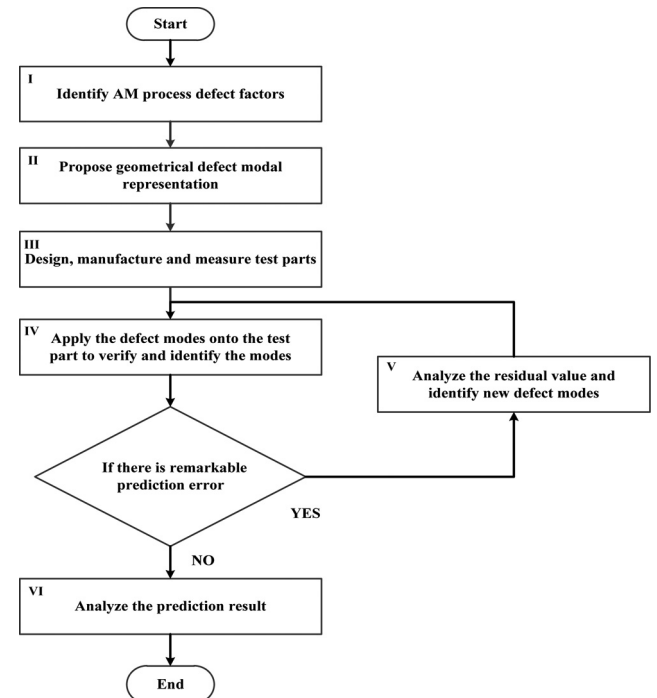 Start
I
Identify AM process defect factors
II
Propose geometrical defect modal
representation
III
Design, manufacture and measure test parts
IV
Apply the defect modes onto the test
part to verify and identify the modes
V
Analyze the residual value and
identify new defect modes
If there is remarkable
prediction error
YES
NO
VI
Analyze the prediction result
End